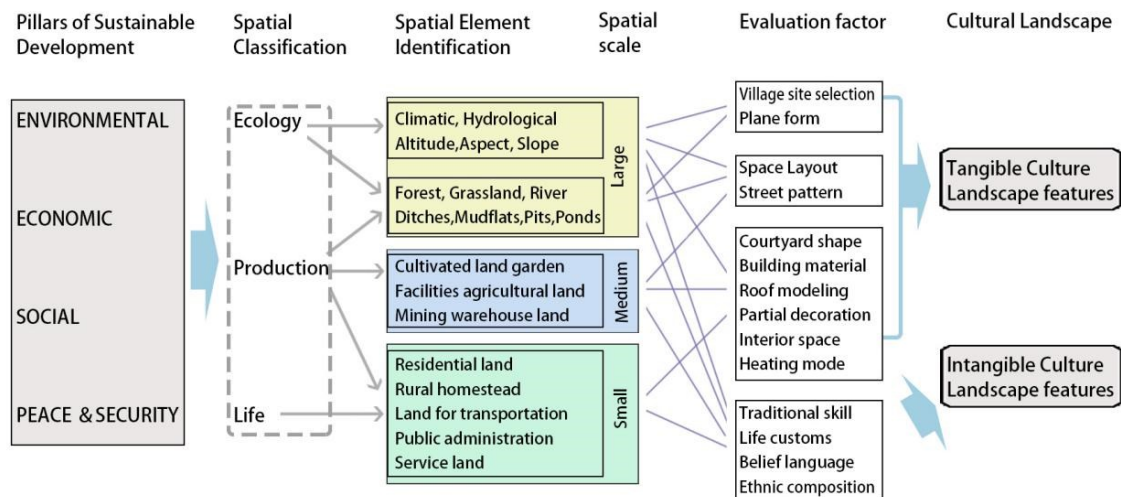 Pillars of Sustainable
Development
Spatial
Classification
Spatial Element
Identification
Spatial
scale
Evaluation factor
Cultural Landscape
ENVIRONMENTAL
ECONOMIC
SOCIAL
PEACE & SECURITY
Ecology
Production
Life
Climatic, Hydrological
Altitude,Aspect, Slope
Forest, Grassland, River
Ditches,Mudflats,Pits,Ponds
Large
Cultivated land garden
Facilities agricultural land
Mining warehouse land
Medium
Residential land
Rural homestead
Land for transportation
Public administration
Service land
Small
Village site selection
Plane form
Space Layout
Street pattern
Courtyard shape
Building material
Roof modeling
Partial decoration
Interior space
Heating mode
Traditional skill
Life customs
Belief language
Ethnic composition
Tangible Culture
Landscape features
Intangible Culture
Landscape features